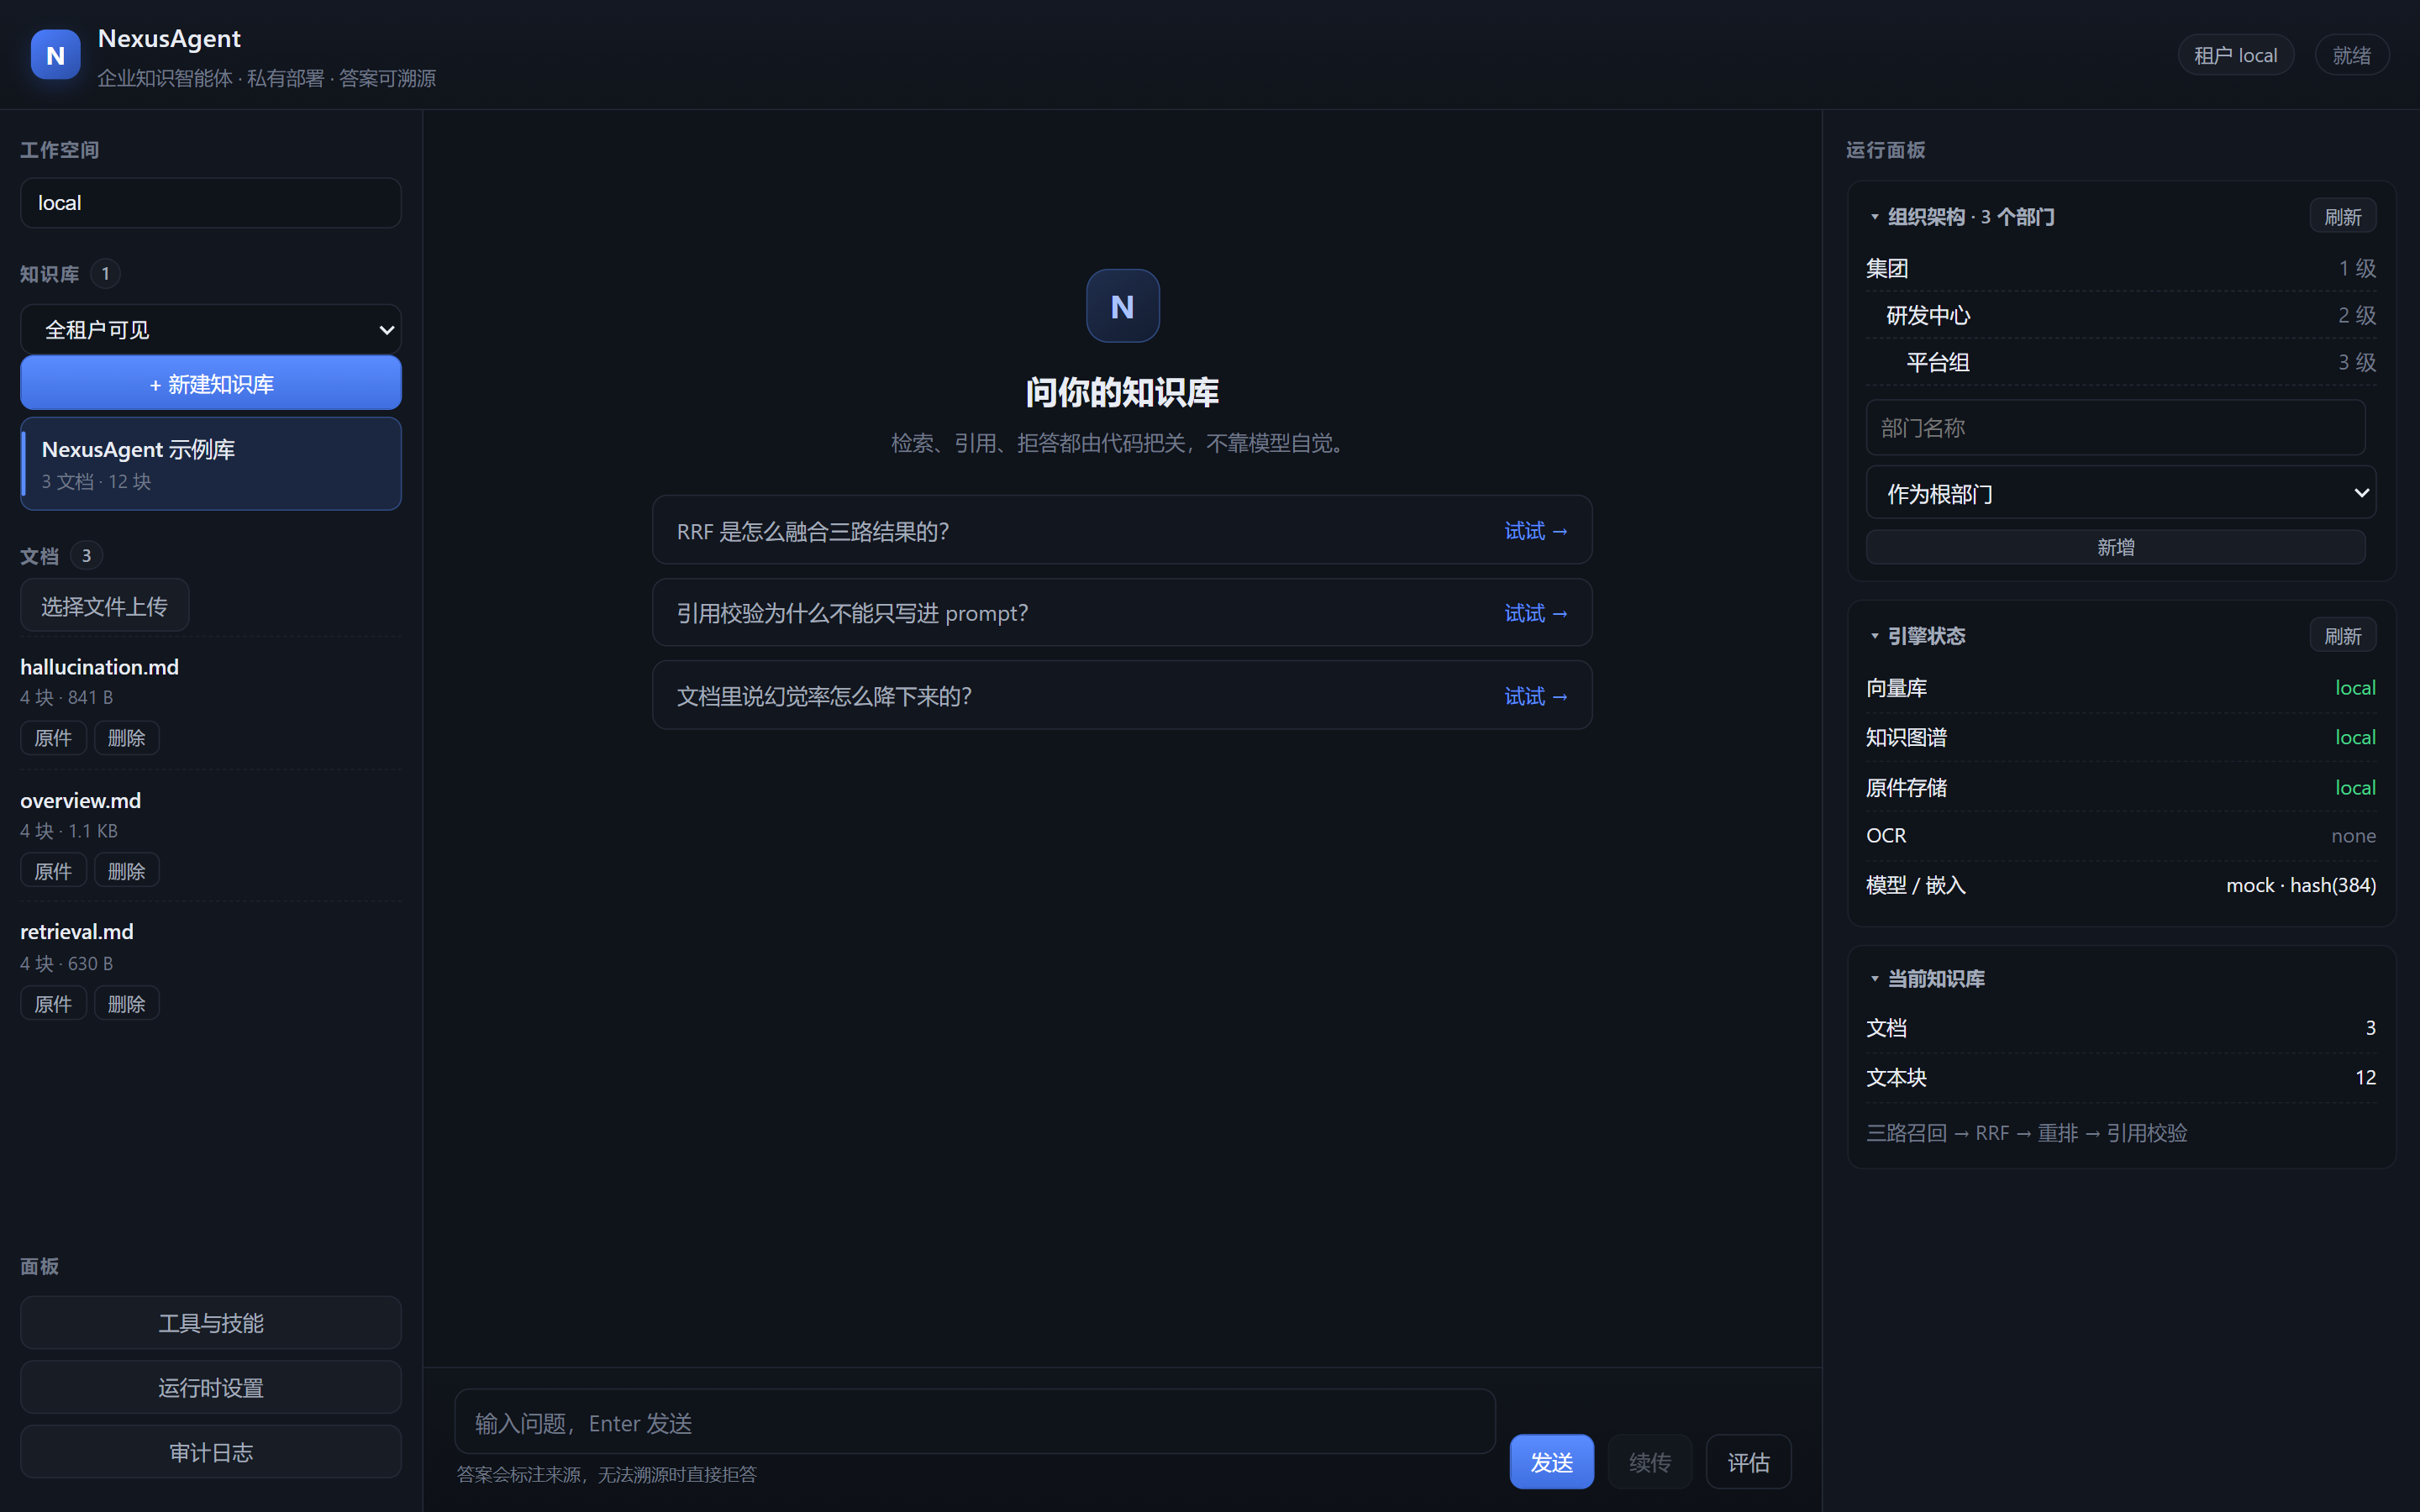 N
NexusAgent
企业知识智能体 · 私有部署 · 答案可溯源
租户 local
就绪
工作空间
local
知识库 1
全租户可见
+ 新建知识库
NexusAgent 示例库
3 文档 · 12 块
文档 3
选择文件上传
hallucination.md
4 块 · 841 B
原件 删除
overview.md
4 块 · 1.1 KB
原件 删除
retrieval.md
4 块 · 630 B
原件 删除
面板
工具与技能
运行时设置
审计日志
N
问你的知识库
检索、引用、拒答都由代码把关，不靠模型自觉。
RRF 是怎么融合三路结果的？ 试试 →
引用校验为什么不能只写进 prompt？ 试试 →
文档里说幻觉率怎么降下来的？ 试试 →
输入问题，Enter 发送
答案会标注来源，无法溯源时直接拒答
发送 续传 评估
运行面板
组织架构 · 3 个部门 刷新
集团 1 级
研发中心 2 级
平台组 3 级
部门名称
作为根部门
新增
引擎状态 刷新
向量库 local
知识图谱 local
原件存储 local
OCR none
模型 / 嵌入 mock · hash(384)
当前知识库
文档 3
文本块 12
三路召回 → RRF → 重排 → 引用校验